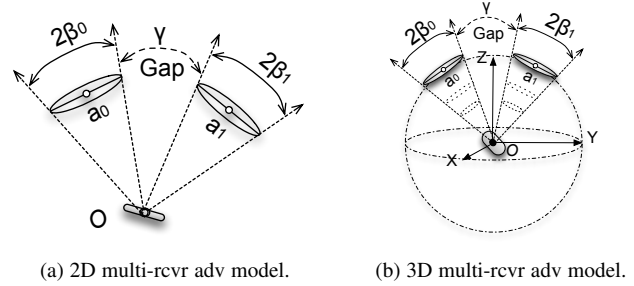 2β₀ γ 2β₁
Gap
a₀ a₁
O
2β₀ γ 2β₁
Gap
Z
a₀ a₁
Y
X O
(a) 2D multi-rcvr adv model.
(b) 3D multi-rcvr adv model.